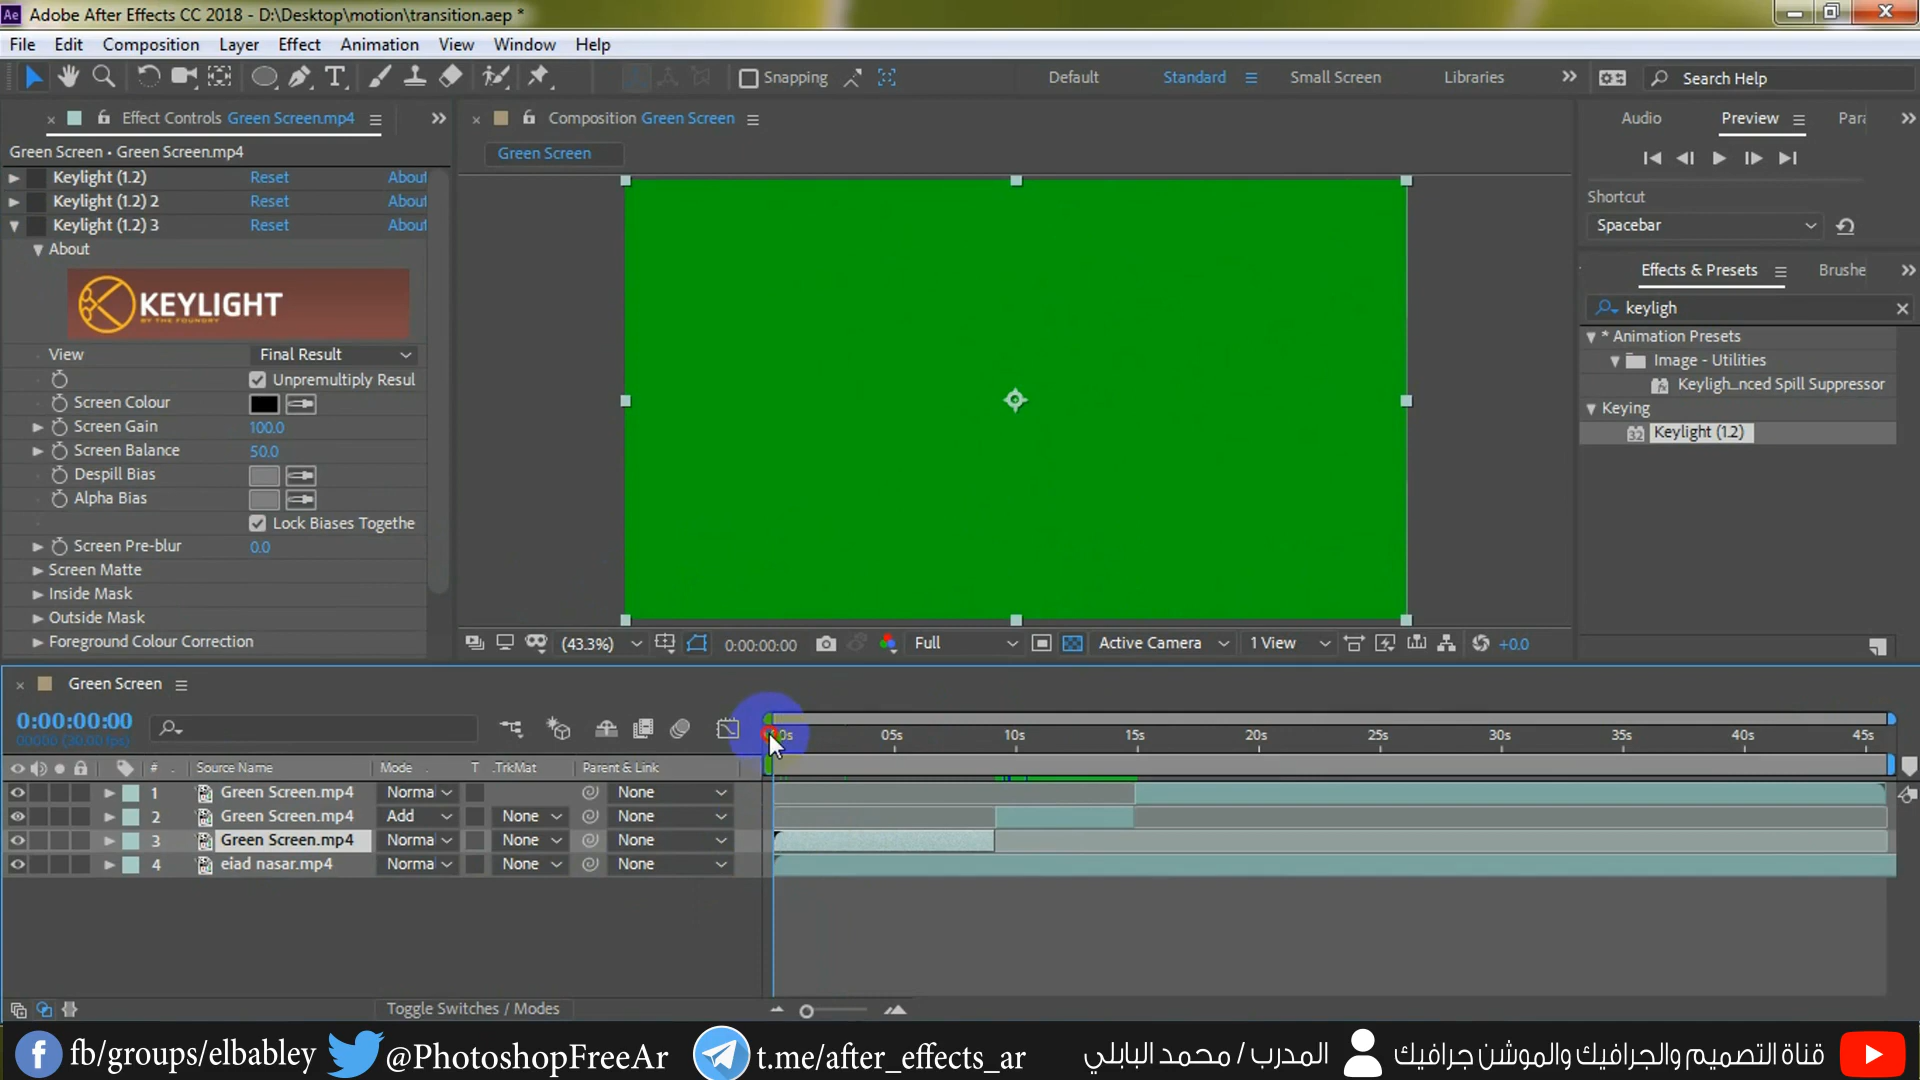 Adobe After Effects CC 2018 - D:\Desktop\motion\transition.aep *
File Edit Composition Layer Effect Animation View Window Help
Snapping Default Standard Small Screen Libraries Search Help
Effect Controls Green Screen.mp4
Green Screen • Green Screen.mp4
Keylight (1.2) Reset About
Keylight (1.2) 2 Reset About
Keylight (1.2) 3 Reset About
About
KEYLIGHT
BY THE FOUNDRY
View Final Result
Unpremultiply Resul
Screen Colour
Screen Gain 100.0
Screen Balance 50.0
Despill Bias
Alpha Bias
Lock Biases Togethe
Screen Pre-blur 0.0
Screen Matte
Inside Mask
Outside Mask
Foreground Colour Correction
Composition Green Screen
Green Screen
(43.3%) 0:00:00:00 Full Active Camera 1 View +0.0
Audio Preview Para
Shortcut
Spacebar
Effects & Presets Brushe
keyligh
* Animation Presets
Image - Utilities
Keyligh...nced Spill Suppressor
Keying
Keylight (1.2)
Green Screen
0:00:00:00
00000 (30.00 fps)
0s 05s 10s 15s 20s 25s 30s 35s 40s 45s
# Source Name Mode T .TrkMat Parent & Link
1 Green Screen.mp4 Norma None
2 Green Screen.mp4 Add None None
3 Green Screen.mp4 Norma None None
4 eiad nasar.mp4 Norma None None
Toggle Switches / Modes
fb/groups/elbabley @PhotoshopFreeAr t.me/after_effects_ar المدرب / محمد البابلي قناة التصميم والجرافيك والموشن جرافيك